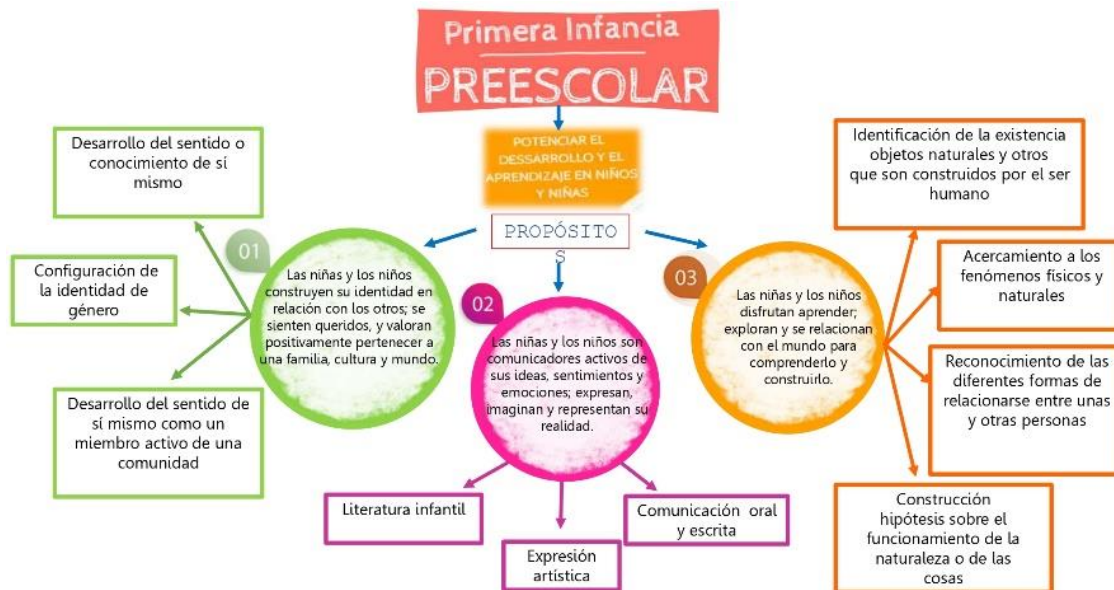 Primera Infancia
PREESCOLAR
POTENCIAR EL
DESSARROLLO Y EL
APRENDIZAJE EN NIÑOS
Y NIÑAS
PROPÓSITO
S
01
Las niñas y los niños
construyen su identidad en
relación con los otros; se
sienten queridos, y valoran
positivamente pertenecer a
una familia, cultura y mundo.
Desarrollo del sentido o
conocimiento de sí
mismo
Configuración de
la identidad de
género
Desarrollo del sentido de
sí mismo como un
miembro activo de una
comunidad
02
Las niñas y los niños son
comunicadores activos de
sus ideas, sentimientos y
emociones; expresan,
imaginan y representan su
realidad.
Literatura infantil
Expresión
artística
Comunicación oral
y escrita
03
Las niñas y los niños
disfrutan aprender;
exploran y se relacionan
con el mundo para
comprenderlo y
construirlo.
Identificación de la existencia
objetos naturales y otros
que son construidos por el ser
humano
Acercamiento a los
fenómenos físicos y
naturales
Reconocimiento de las
diferentes formas de
relacionarse entre unas
y otras personas
Construcción
hipótesis sobre el
funcionamiento de la
naturaleza o de las
cosas